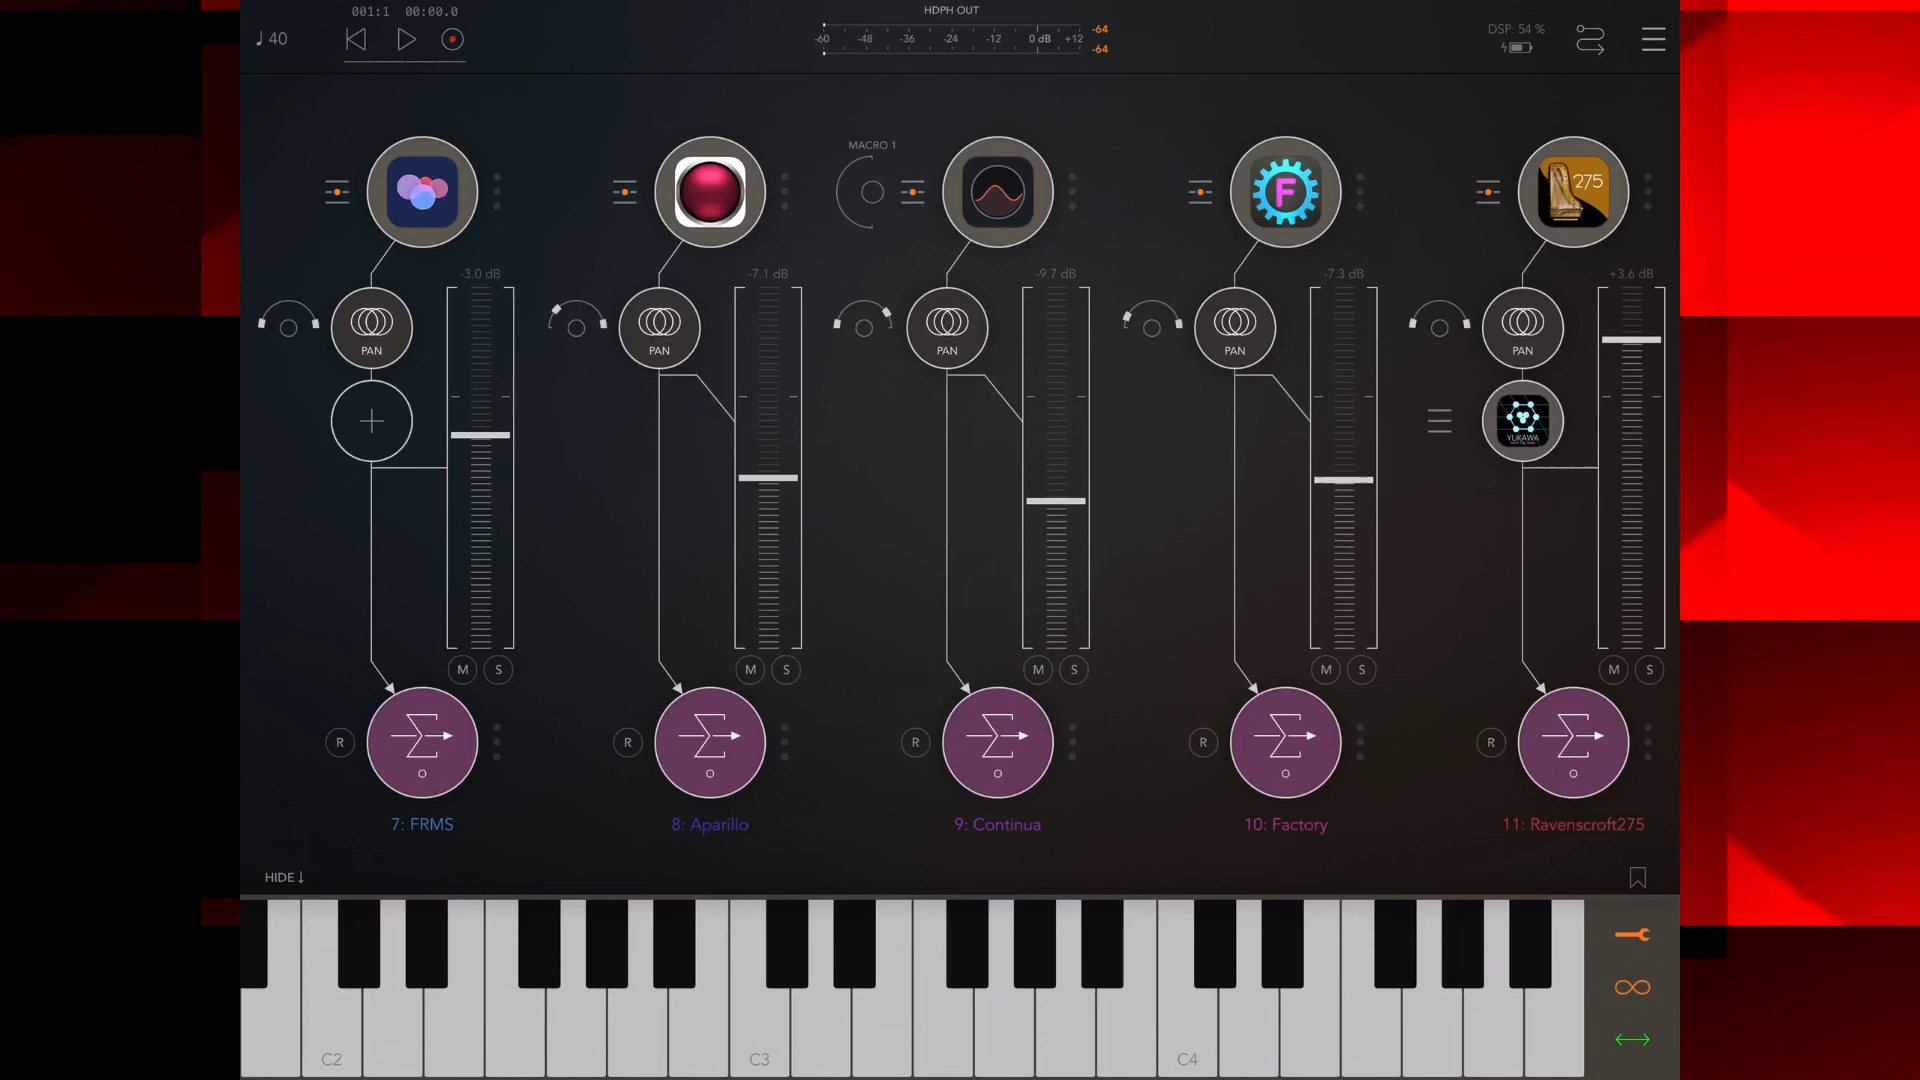 001:1 00:00.0
HDPH OUT
40
-60 -48 -36 -24 -12 0 dB +12
-64
-64
DSP: 54 %
MACRO 1
F
275
-3.0 dB
-7.1 dB
-9.7 dB
-7.3 dB
+3.6 dB
PAN
PAN
PAN
PAN
PAN
YUKAWA
M S
M S
M S
M S
M S
R
R
R
R
R
7: FRMS
8: Aparillo
9: Continua
10: Factory
11: Ravenscroft275
HIDE
C2
C3
C4